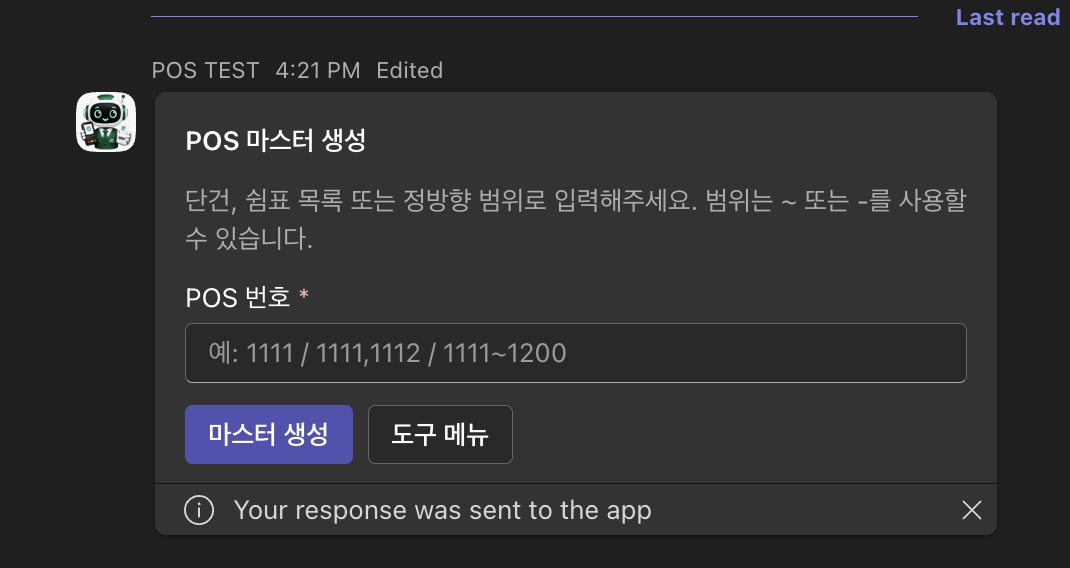 Last read
POS TEST 4:21 PM Edited
POS 마스터 생성
단건, 쉼표 목록 또는 정방향 범위로 입력해주세요. 범위는 ~ 또는 -를 사용할
수 있습니다.
POS 번호 *
예: 1111 / 1111,1112 / 1111~1200
마스터 생성 도구 메뉴
Your response was sent to the app